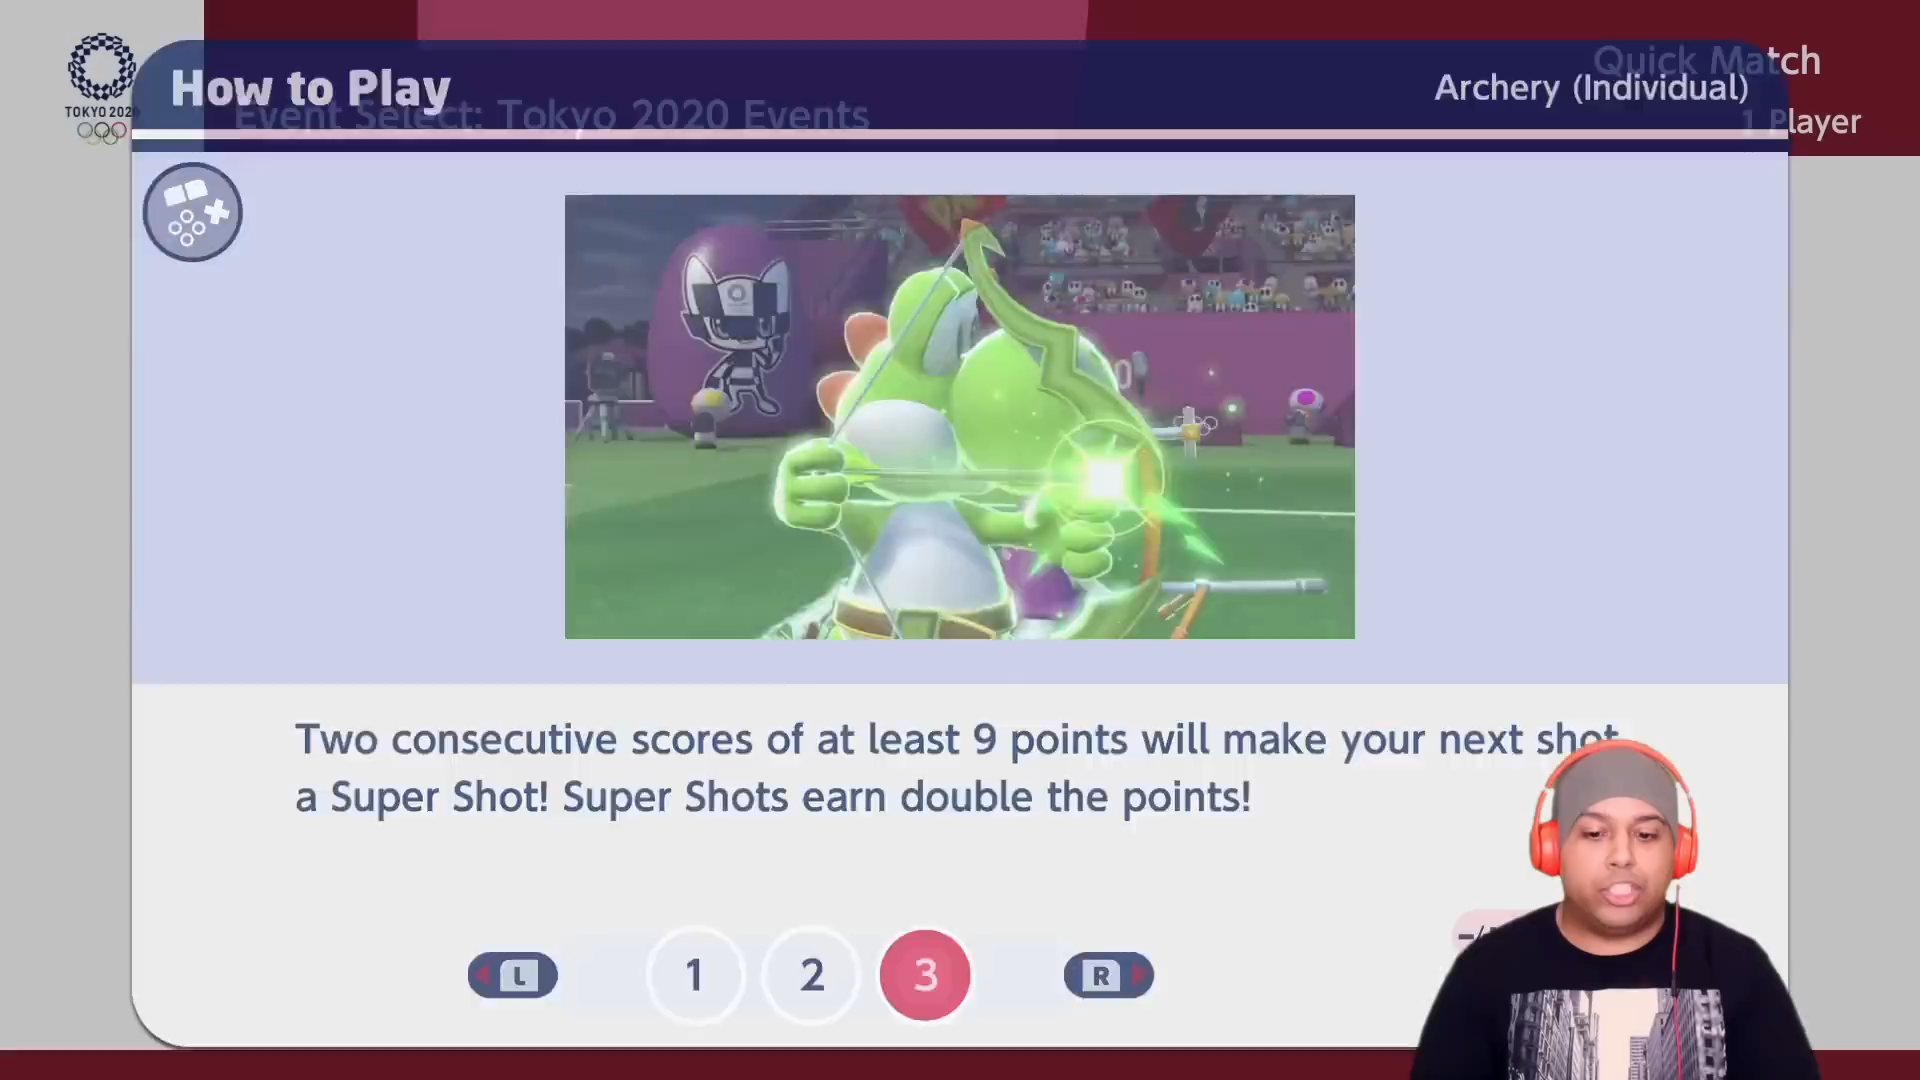 How to Play
Archery (Individual)
Quick Match
Event Select: Tokyo 2020 Events
1 Player
TOKYO 2020
Two consecutive scores of at least 9 points will make your next shot
a Super Shot! Super Shots earn double the points!
L
1
2
3
R